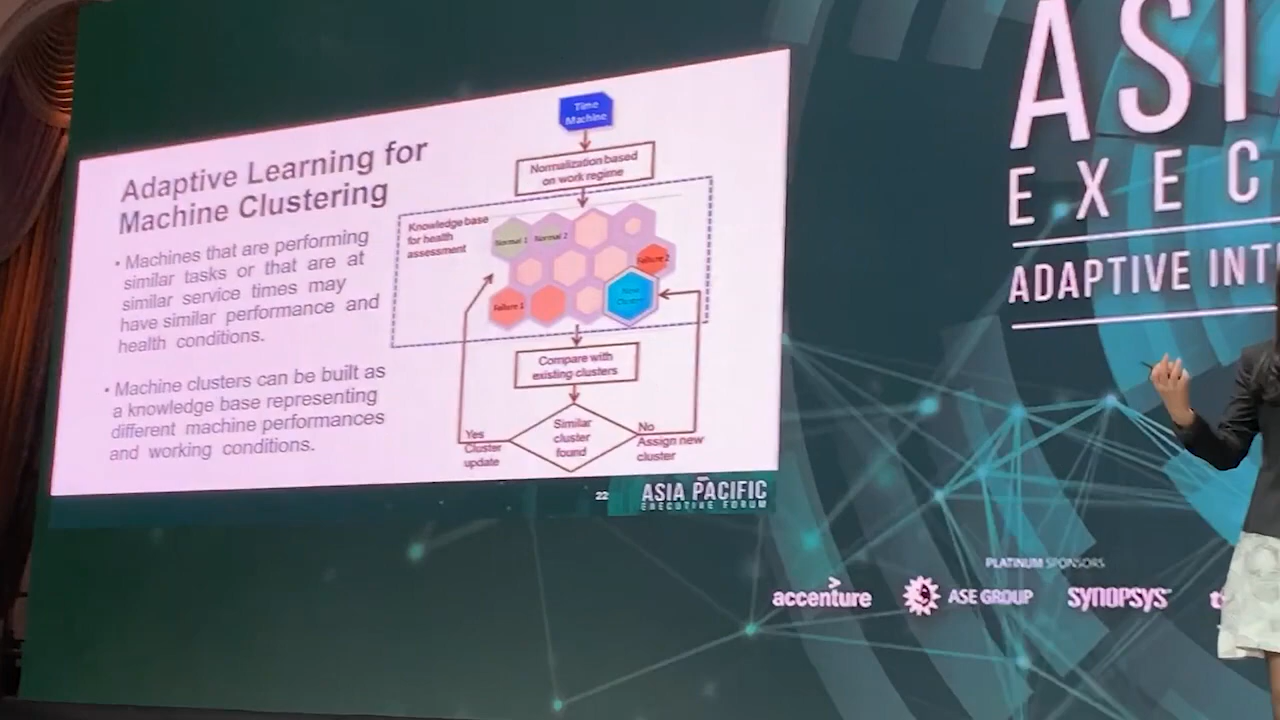 Adaptive Learning for
Machine Clustering
• Machines that are performing
similar tasks or that are at
similar service times may
have similar performance and
health conditions.
• Machine clusters can be built as
a knowledge base representing
different machine performances
and working conditions.
Time
Machine
Normalization based
on work regime
Knowledge base
for health
assessment
Normal 1
Normal 2
Failure 2
Failure 1
New
Cluster
Compare with
existing clusters
Similar
cluster
found
Yes
Cluster
update
No
Assign new
cluster
22
ASIA PACIFIC
EXECUTIVE FORUM
ASI
EXEC
ADAPTIVE INT
PLATINUM SPONSORS
accenture
ASE GROUP
SYNOPSYS